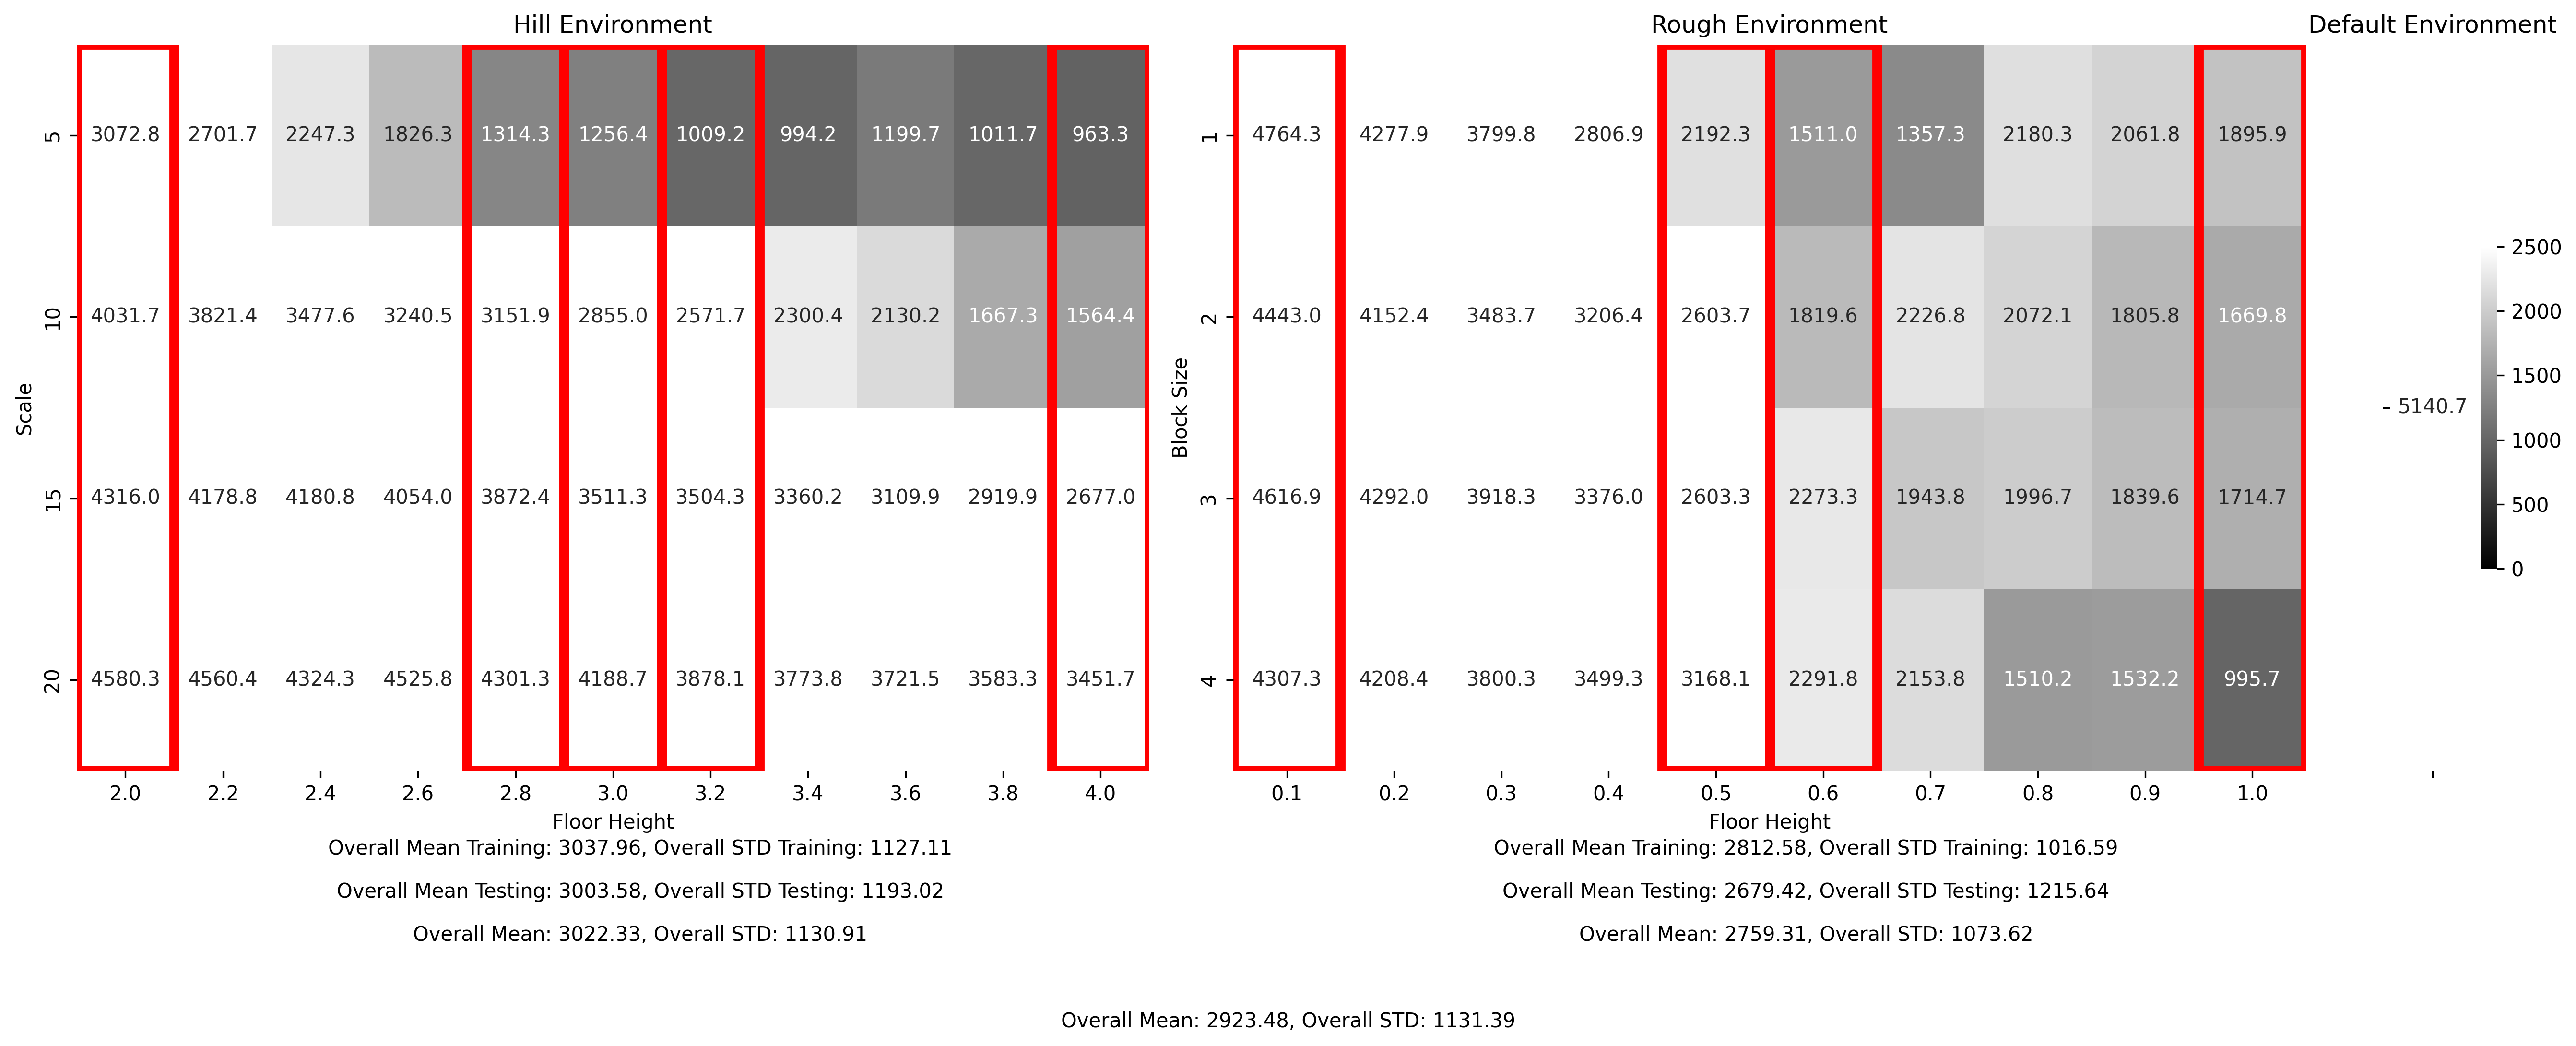 Hill Environment
Rough Environment
Default Environment
5 3072.8 2701.7 2247.3 1826.3 1314.3 1256.4 1009.2 994.2 1199.7 1011.7 963.3
10 4031.7 3821.4 3477.6 3240.5 3151.9 2855.0 2571.7 2300.4 2130.2 1667.3 1564.4
15 4316.0 4178.8 4180.8 4054.0 3872.4 3511.3 3504.3 3360.2 3109.9 2919.9 2677.0
20 4580.3 4560.4 4324.3 4525.8 4301.3 4188.7 3878.1 3773.8 3721.5 3583.3 3451.7
Scale
2.0 2.2 2.4 2.6 2.8 3.0 3.2 3.4 3.6 3.8 4.0
Floor Height
Overall Mean Training: 3037.96, Overall STD Training: 1127.11
Overall Mean Testing: 3003.58, Overall STD Testing: 1193.02
Overall Mean: 3022.33, Overall STD: 1130.91
1 4764.3 4277.9 3799.8 2806.9 2192.3 1511.0 1357.3 2180.3 2061.8 1895.9
2 4443.0 4152.4 3483.7 3206.4 2603.7 1819.6 2226.8 2072.1 1805.8 1669.8
3 4616.9 4292.0 3918.3 3376.0 2603.3 2273.3 1943.8 1996.7 1839.6 1714.7
4 4307.3 4208.4 3800.3 3499.3 3168.1 2291.8 2153.8 1510.2 1532.2 995.7
Block Size
0.1 0.2 0.3 0.4 0.5 0.6 0.7 0.8 0.9 1.0
Floor Height
Overall Mean Training: 2812.58, Overall STD Training: 1016.59
Overall Mean Testing: 2679.42, Overall STD Testing: 1215.64
Overall Mean: 2759.31, Overall STD: 1073.62
5140.7
2500
2000
1500
1000
500
0
Overall Mean: 2923.48, Overall STD: 1131.39